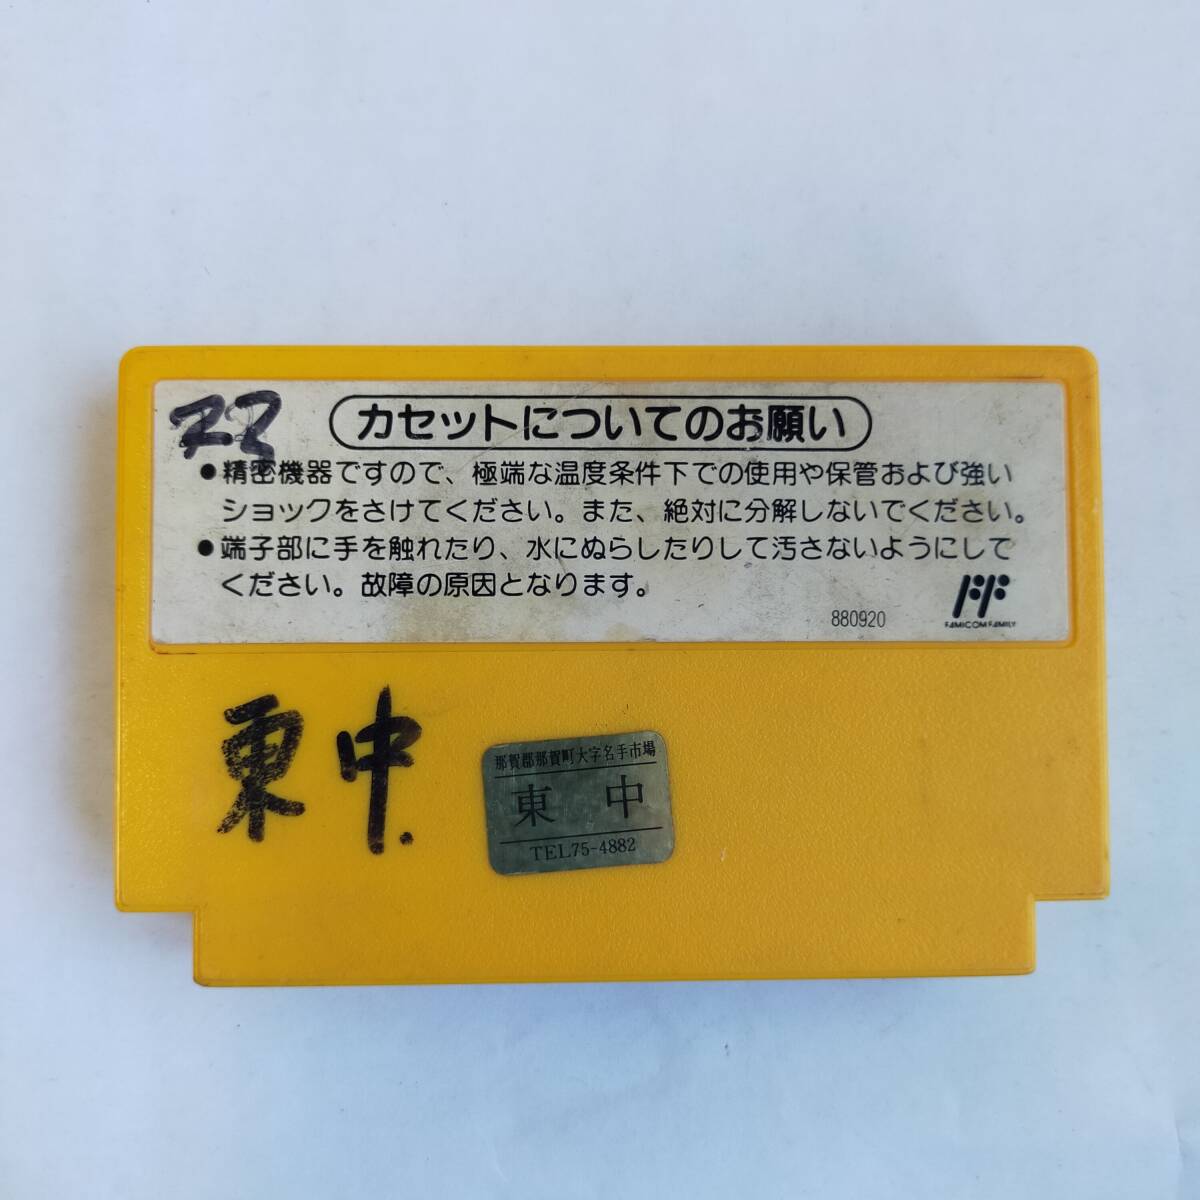 カセットについてのお願い
●精密機器ですので、極端な温度条件下での使用や保管および強い
ショックをさけてください。また、絶対に分解しないでください。
●端子部に手を触れたり、水にぬらしたりして汚さないようにして
ください。故障の原因となります。
880920
FAMICOM FAMILY
東中.
那賀郡那賀町大字名手市場
東中
TEL75-4882